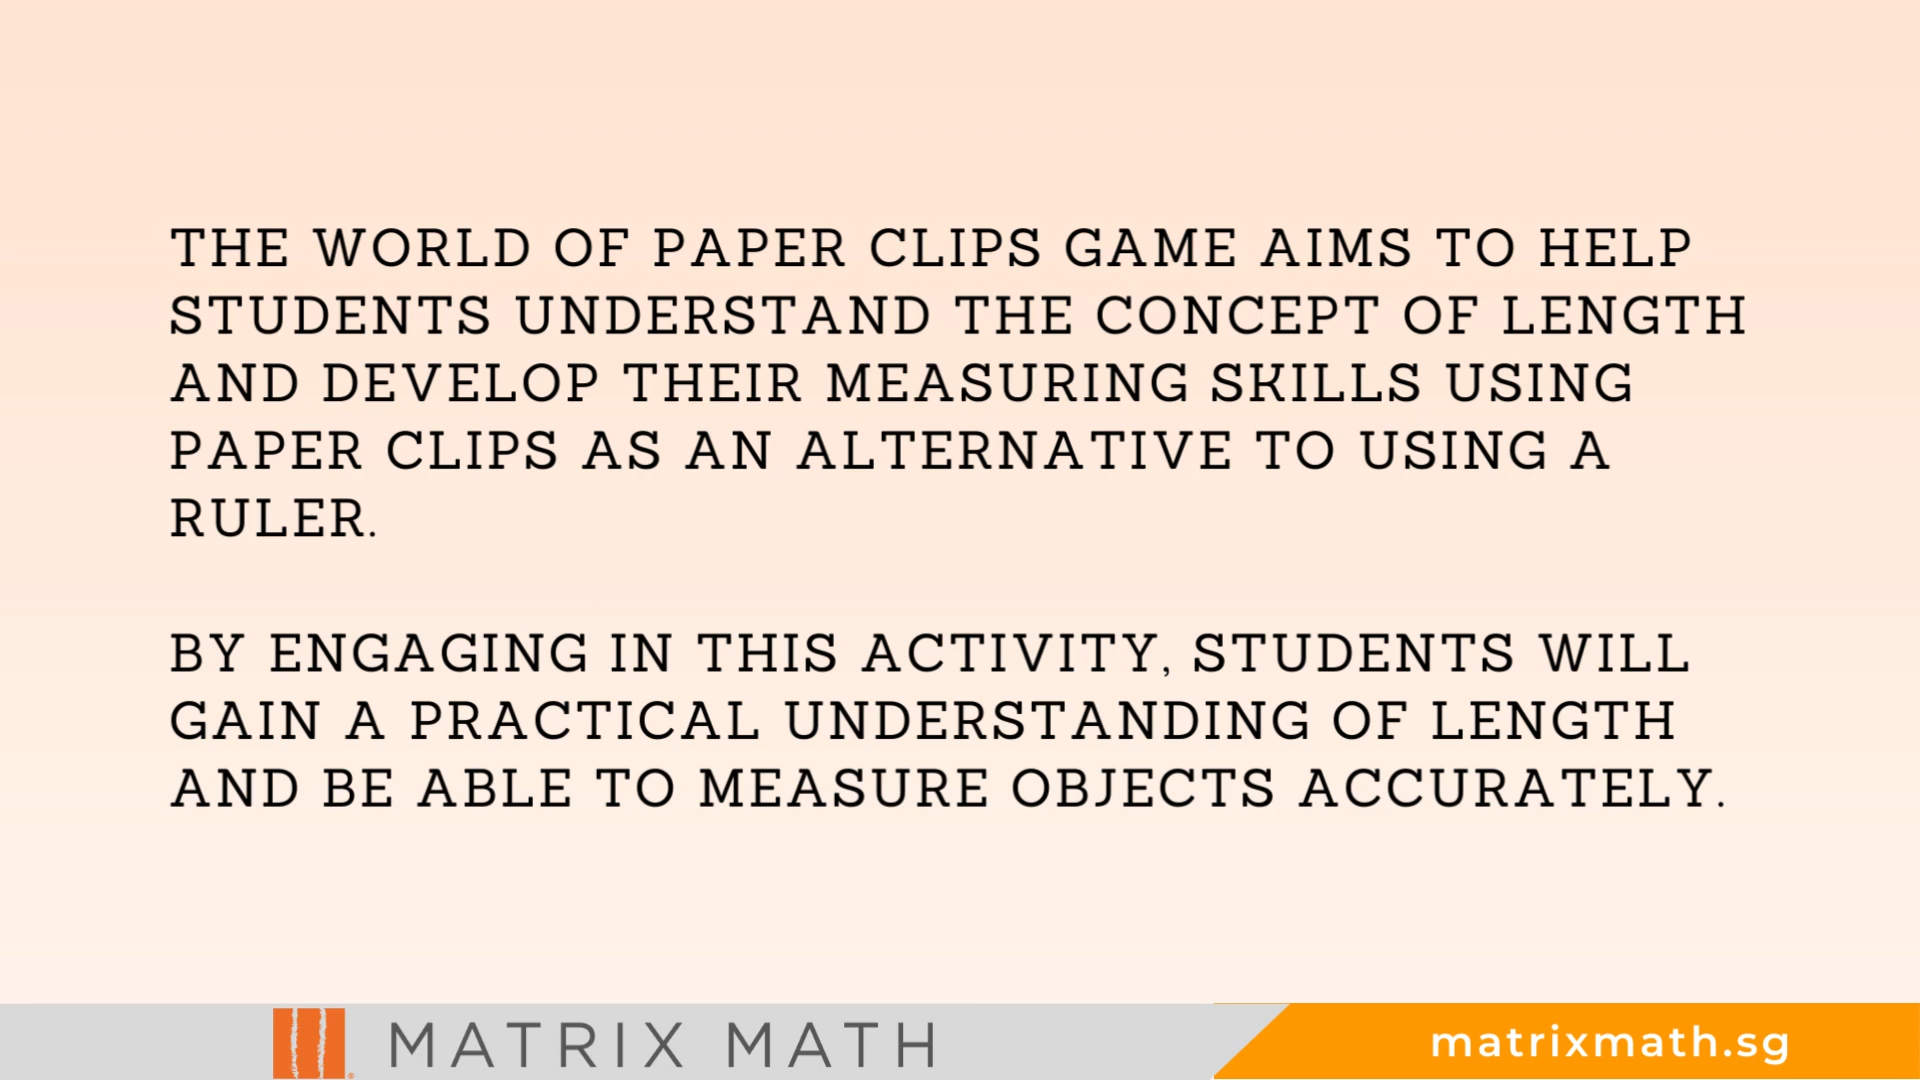 THE WORLD OF PAPER CLIPS GAME AIMS TO HELP
STUDENTS UNDERSTAND THE CONCEPT OF LENGTH
AND DEVELOP THEIR MEASURING SKILLS USING
PAPER CLIPS AS AN ALTERNATIVE TO USING A
RULER.
BY ENGAGING IN THIS ACTIVITY, STUDENTS WILL
GAIN A PRACTICAL UNDERSTANDING OF LENGTH
AND BE ABLE TO MEASURE OBJECTS ACCURATELY.
MATRIX MATH
matrixmath.sg